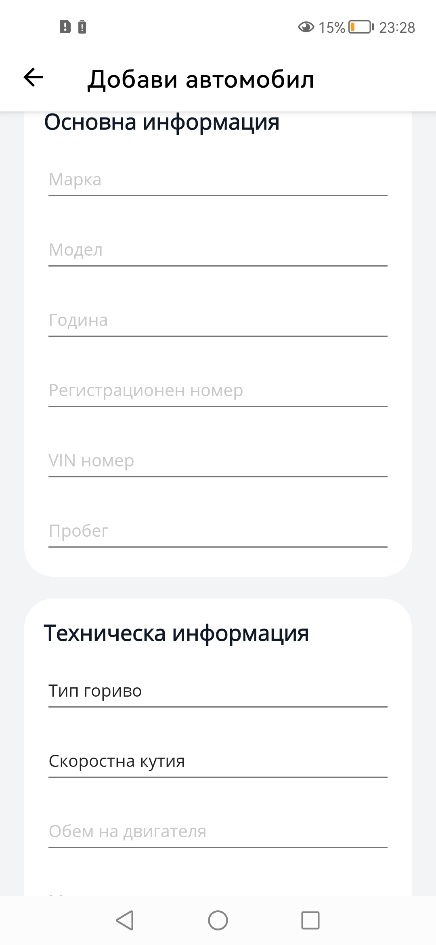 15% 23:28
Добави автомобил
Основна информация
Марка
Модел
Година
Регистрационен номер
VIN номер
Пробег
Техническа информация
Тип гориво
Скоростна кутия
Обем на двигателя